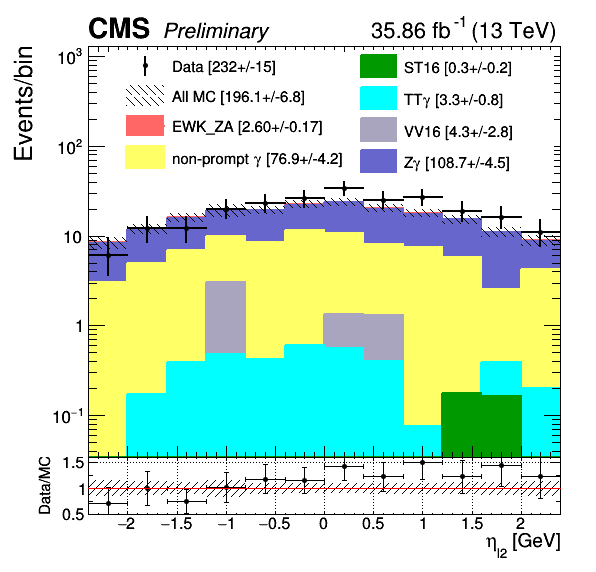 CMS Preliminary 35.86 fb⁻¹ (13 TeV)
Events/bin
10³
10²
10
1
10⁻¹
Data [232+/-15]
All MC [196.1+/-6.8]
EWK_ZA [2.60+/-0.17]
non-prompt γ [76.9+/-4.2]
ST16 [0.3+/-0.2]
TTγ [3.3+/-0.8]
VV16 [4.3+/-2.8]
Zγ [108.7+/-4.5]
Data/MC
1.5
1
0.5
−2 −1.5 −1 −0.5 0 0.5 1 1.5 2
η_l2 [GeV]